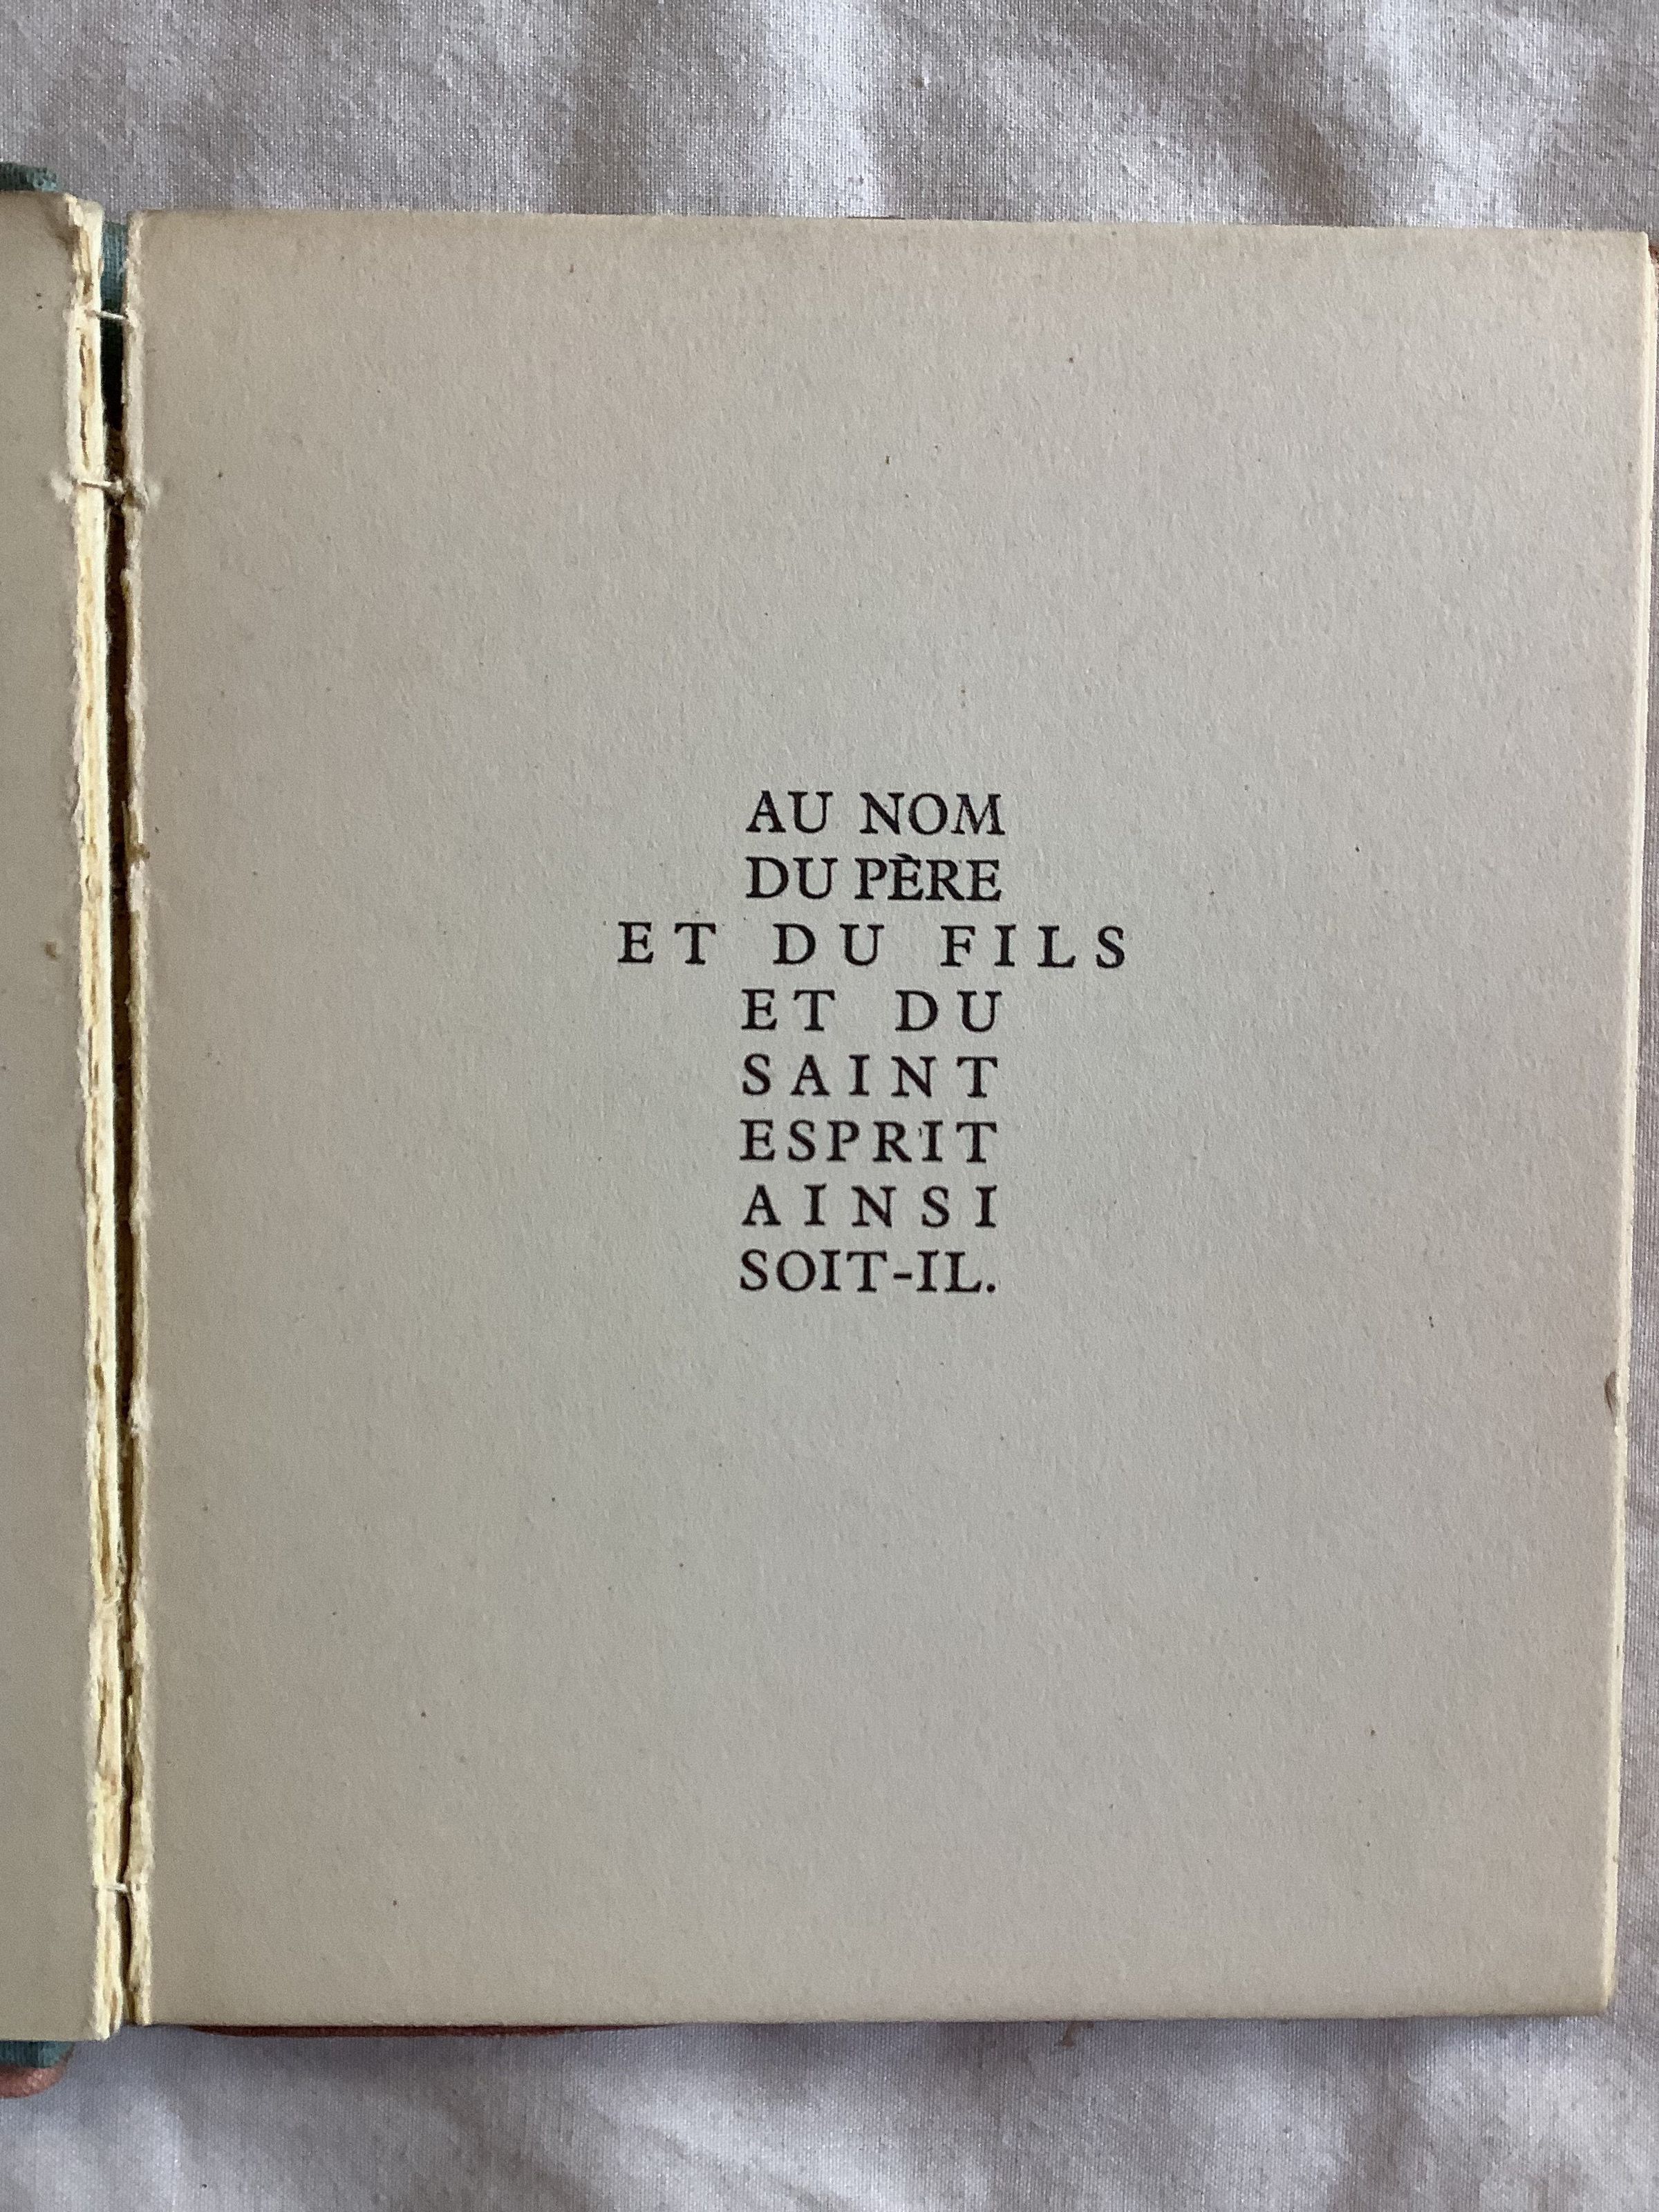 AU NOM
DU PÈRE
ET DU FILS
ET DU
SAINT
ESPRIT
AINSI
SOIT-IL.